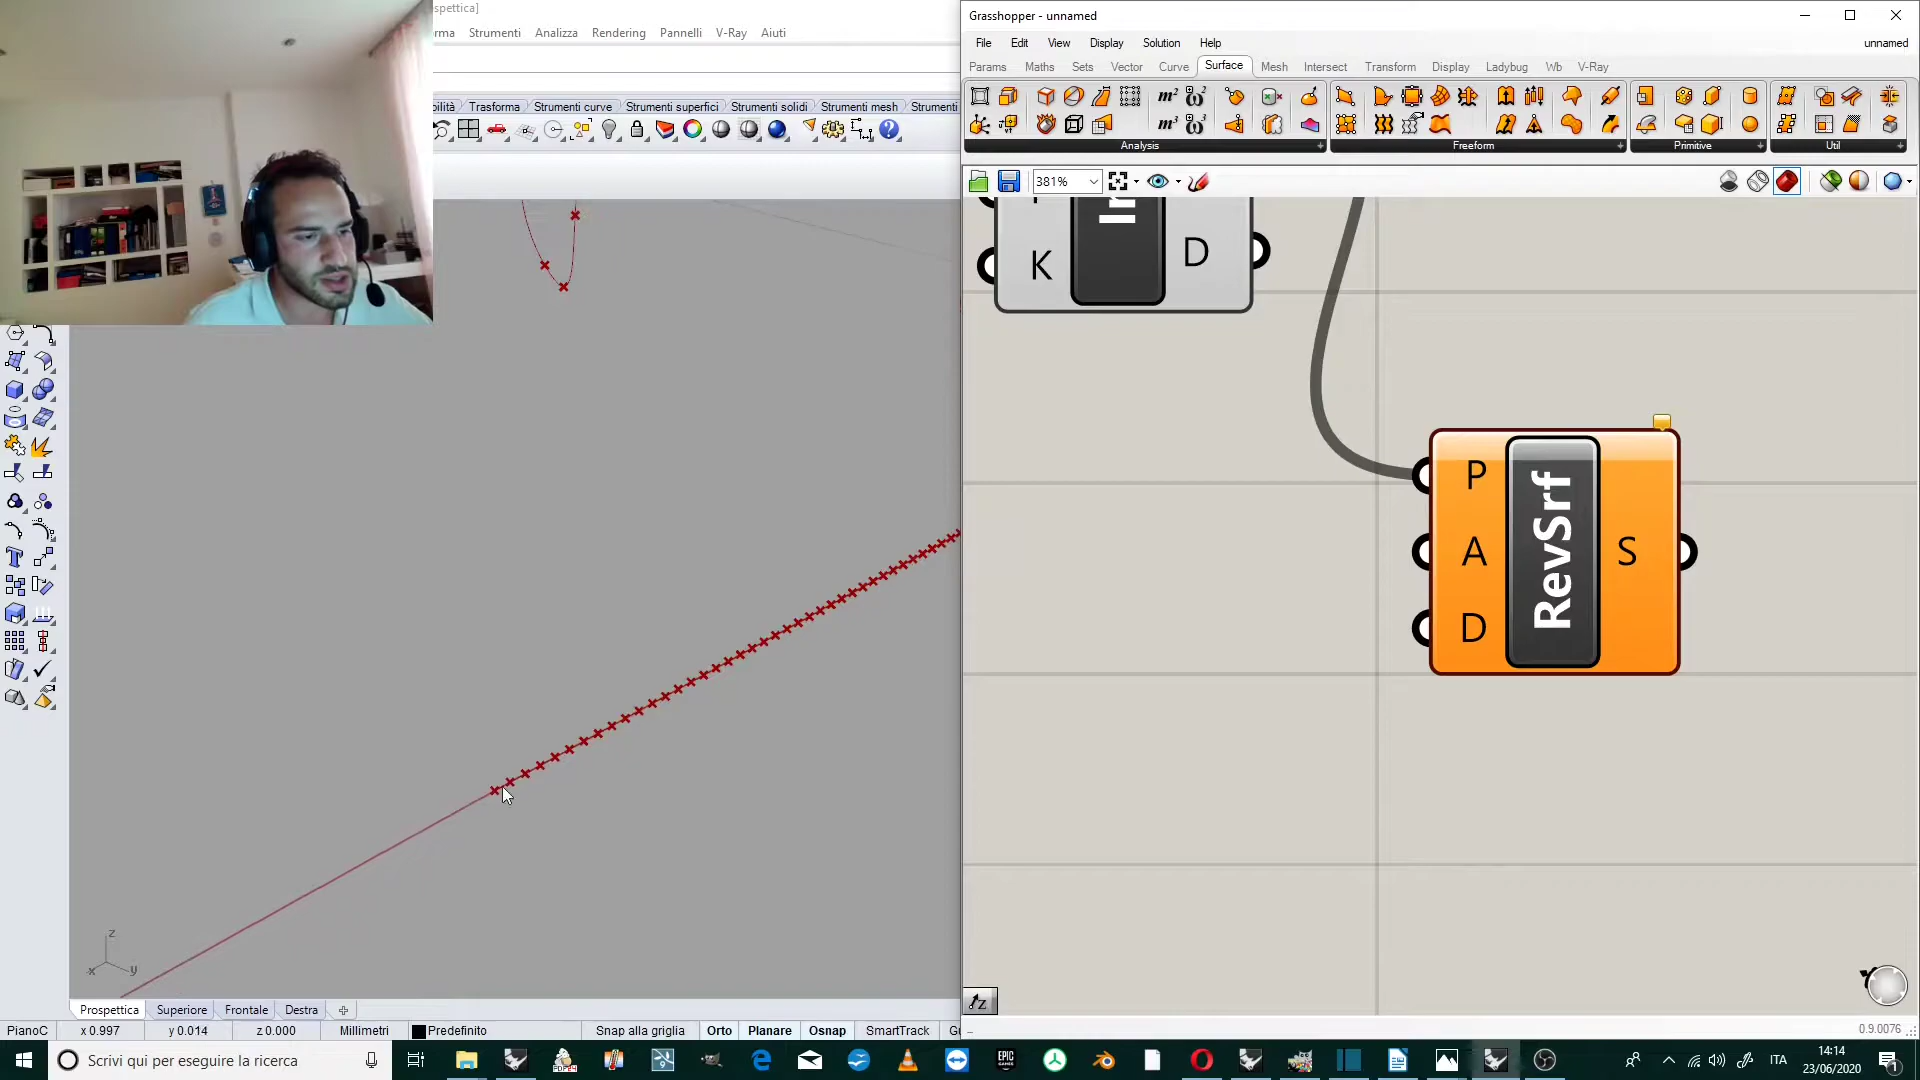 spettica]
rma Strumenti Analizza Rendering Pannelli V-Ray Aiuti
bilità Trasforma Strumenti curve Strumenti superfici Strumenti solidi Strumenti mesh Strumenti
z
x
y
Prospettica Superiore Frontale Destra
PianoC x 0.997 y 0.014 z 0.000 Millimetri Predefinito Snap alla griglia Orto Planare Osnap SmartTrack
Grasshopper - unnamed
File Edit View Display Solution Help unnamed
Params Maths Sets Vector Curve Surface Mesh Intersect Transform Display Ladybug Wb V-Ray
m² m³
Analysis Freeform Primitive Util
381%
K D
P
A RevSrf S
D
0.9.0076
Scrivi qui per eseguire la ricerca
EPIC GAMES
ITA 14:14
23/06/2020
1